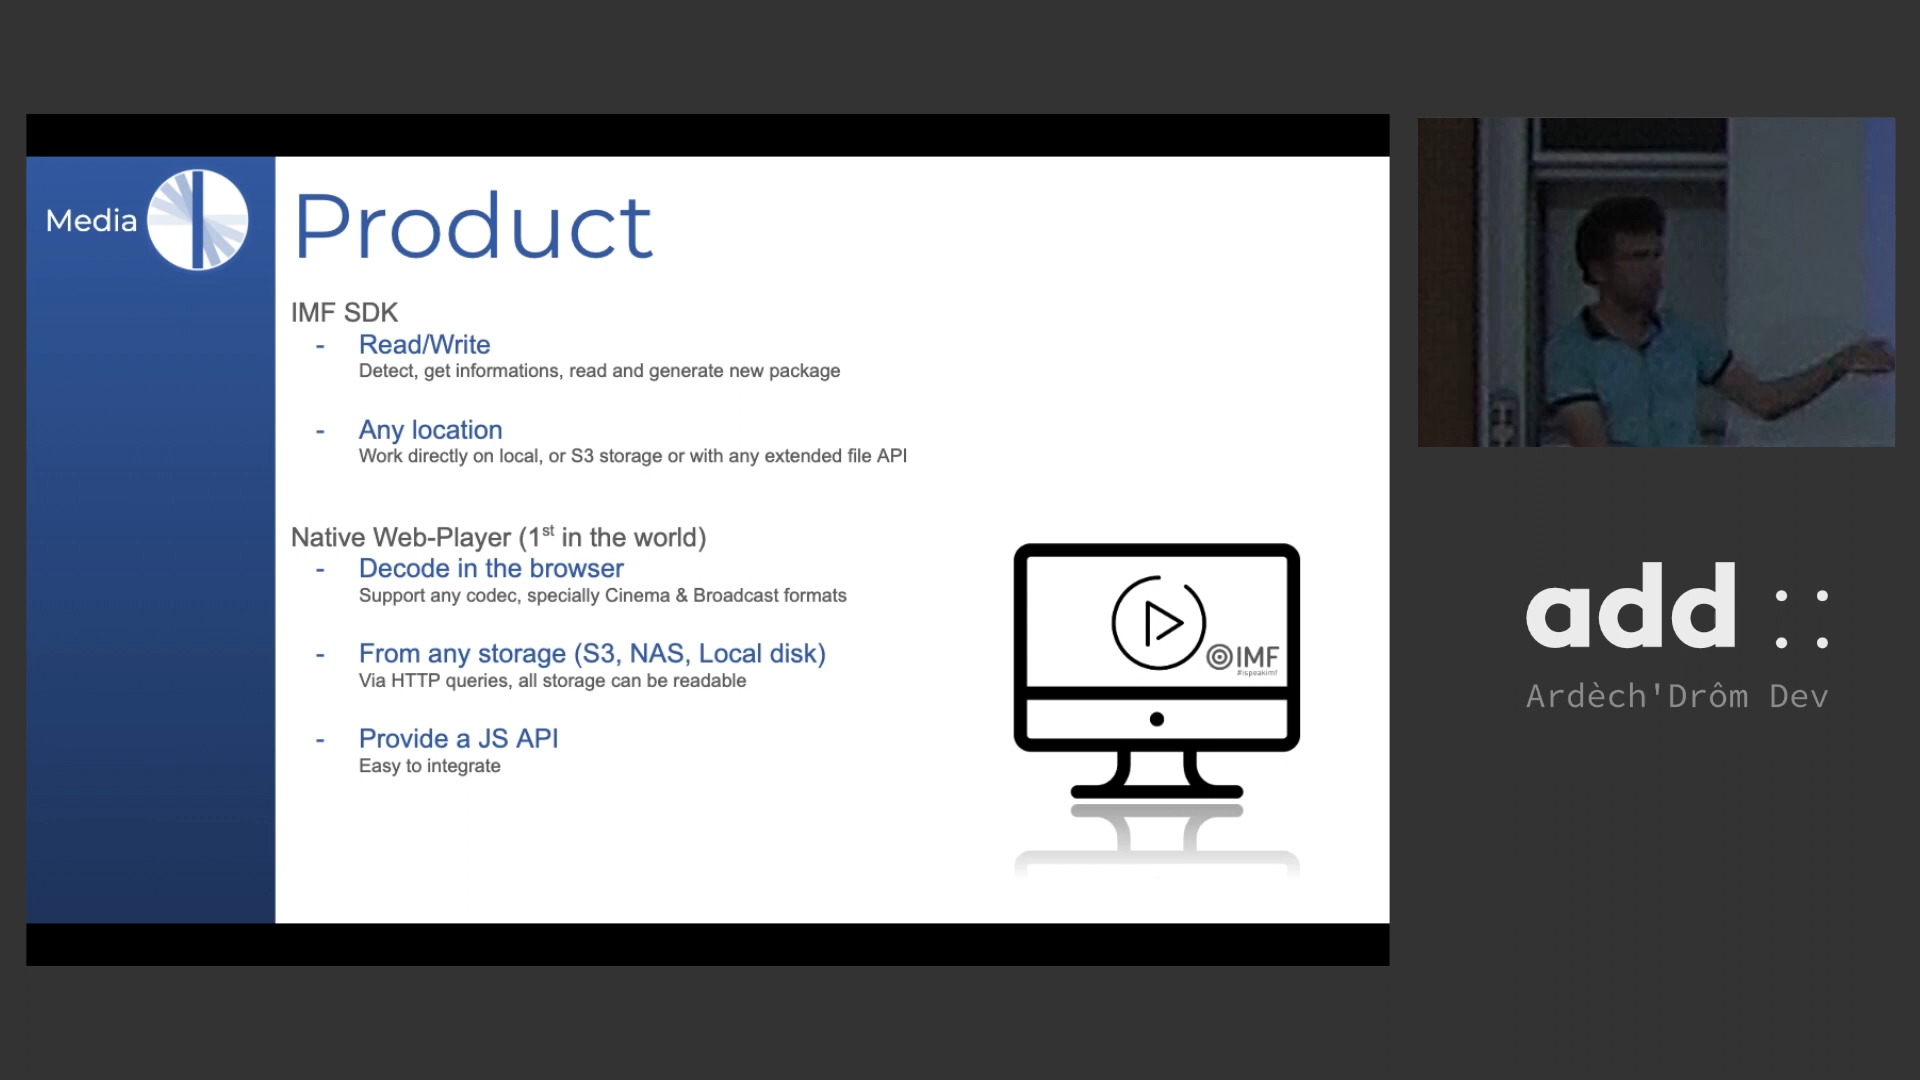 Media
Product
IMF SDK
- Read/Write
Detect, get informations, read and generate new package
- Any location
Work directly on local, or S3 storage or with any extended file API
Native Web-Player (1st in the world)
- Decode in the browser
Support any codec, specially Cinema & Broadcast formats
- From any storage (S3, NAS, Local disk)
Via HTTP queries, all storage can be readable
- Provide a JS API
Easy to integrate
IMF
#ispeakimf
add ::
Ardèch'Drôm Dev